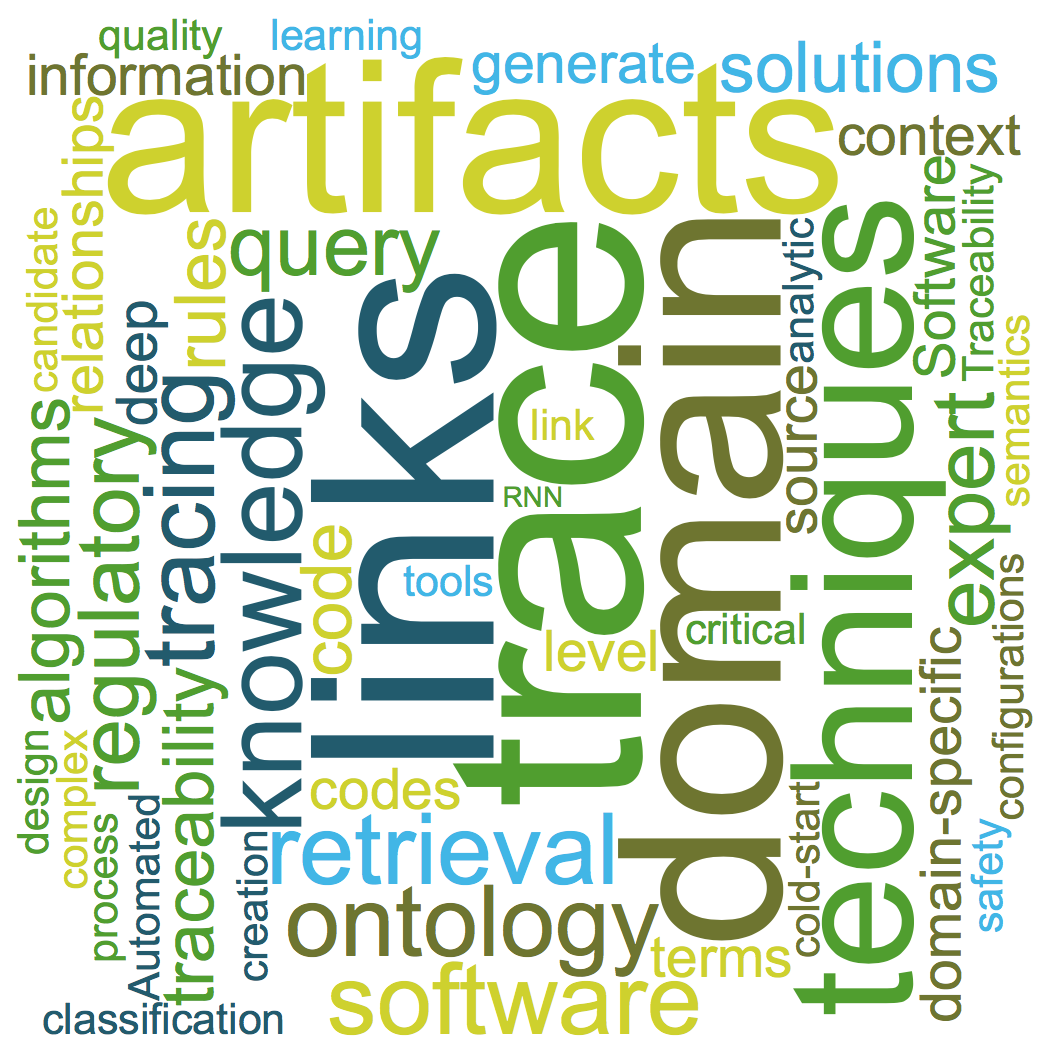 quality
learning
information
generate
solutions
artifacts
context
relationships
candidate
rules
query
links
trace
domain
analytic
techniques
Software
Traceability
deep
tracing
knowledge
source
semantics
link
algorithms
regulatory
expert
RNN
code
tools
critical
level
configurations
domain-specific
traceability
design
complex
codes
cold-start
process
Automated
creation
retrieval
safety
ontology
terms
software
classification